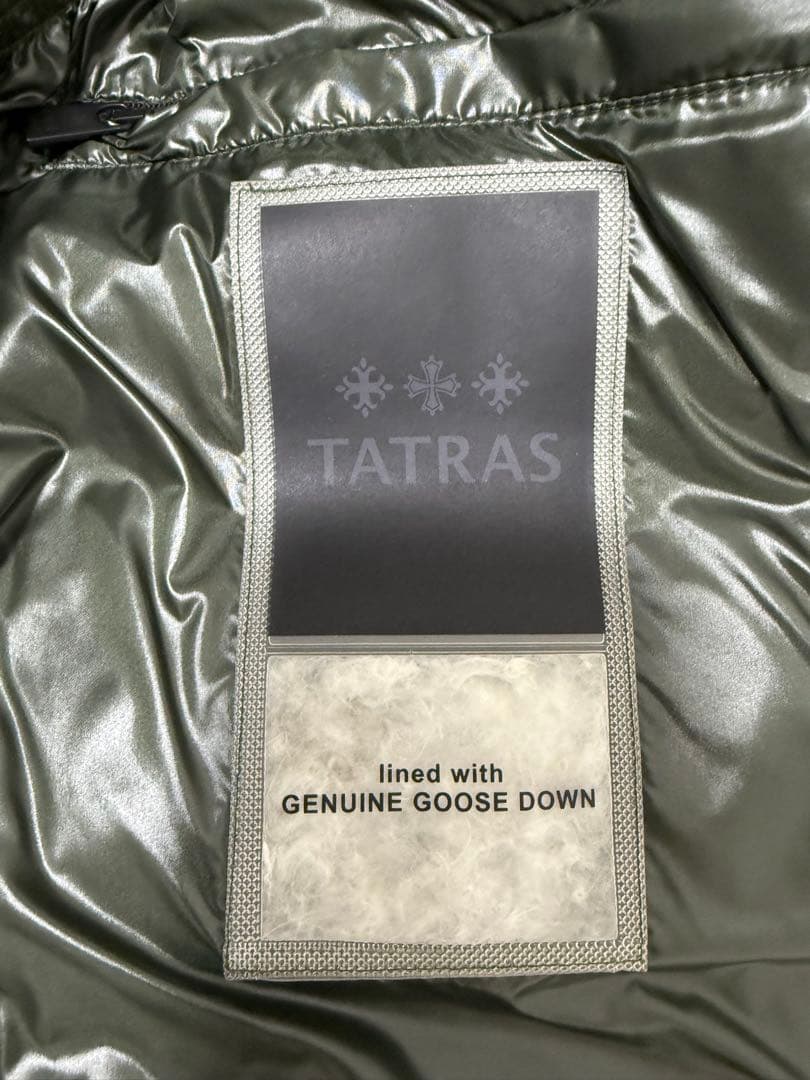 TATRAS
lined with
GENUINE GOOSE DOWN